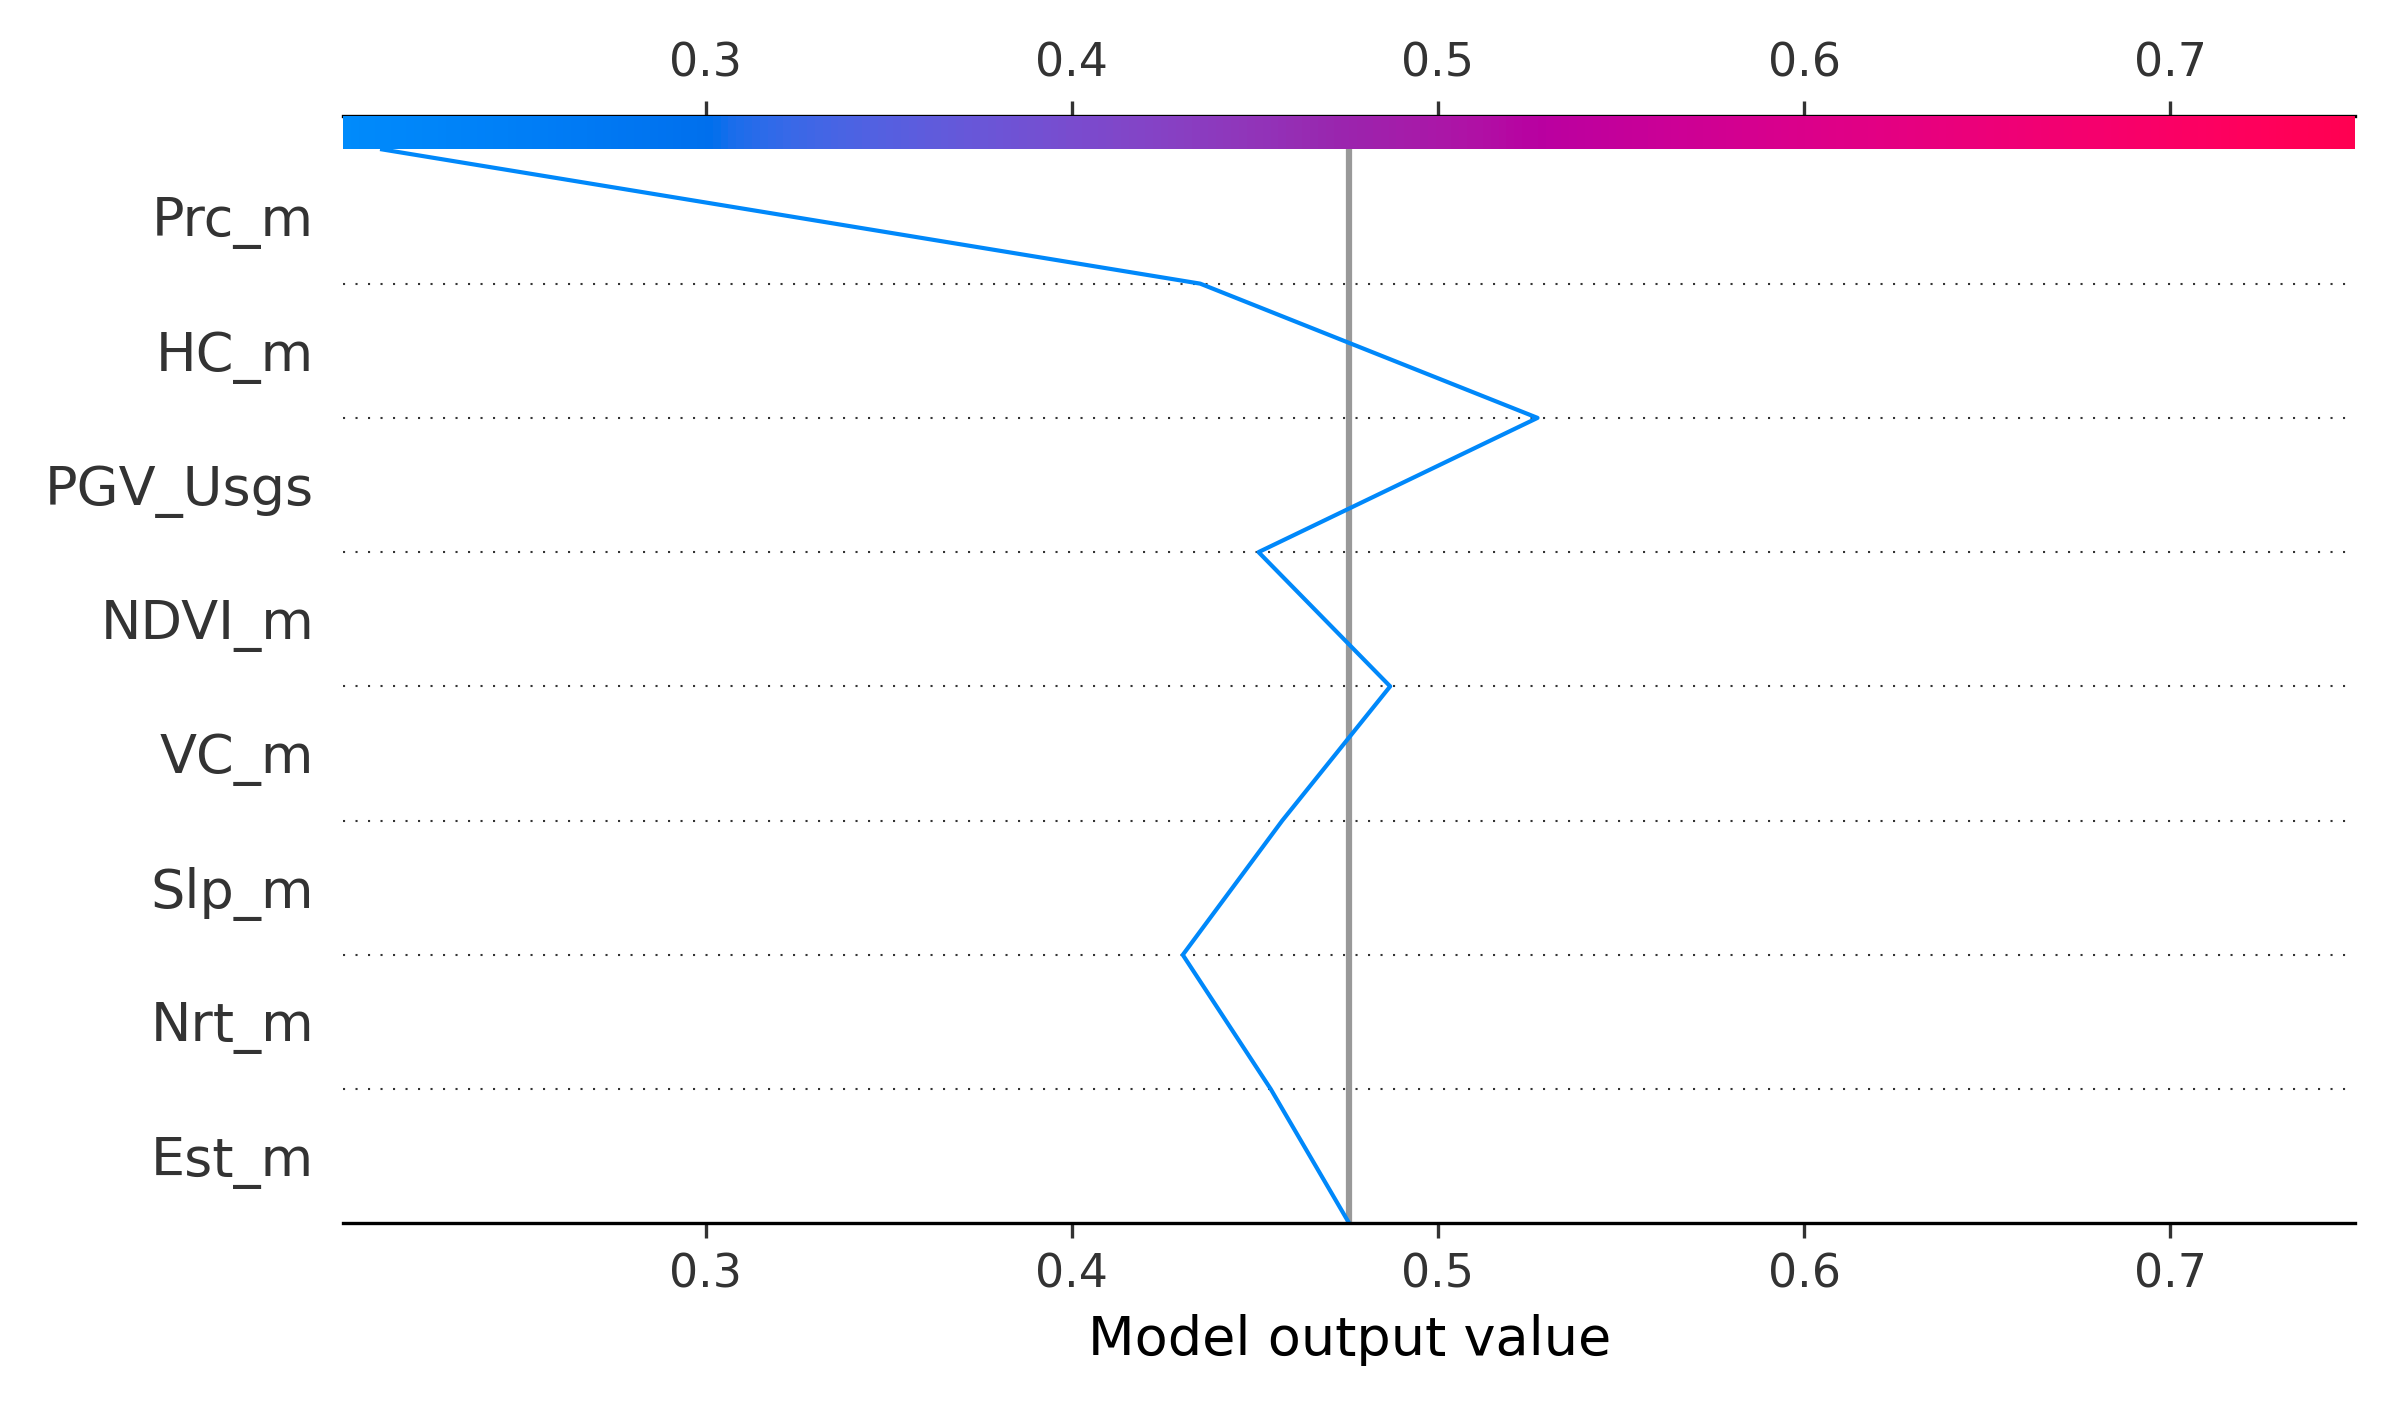 0.3 0.4 0.5 0.6 0.7
Prc_m
HC_m
PGV_Usgs
NDVI_m
VC_m
Slp_m
Nrt_m
Est_m
0.3 0.4 0.5 0.6 0.7
Model output value